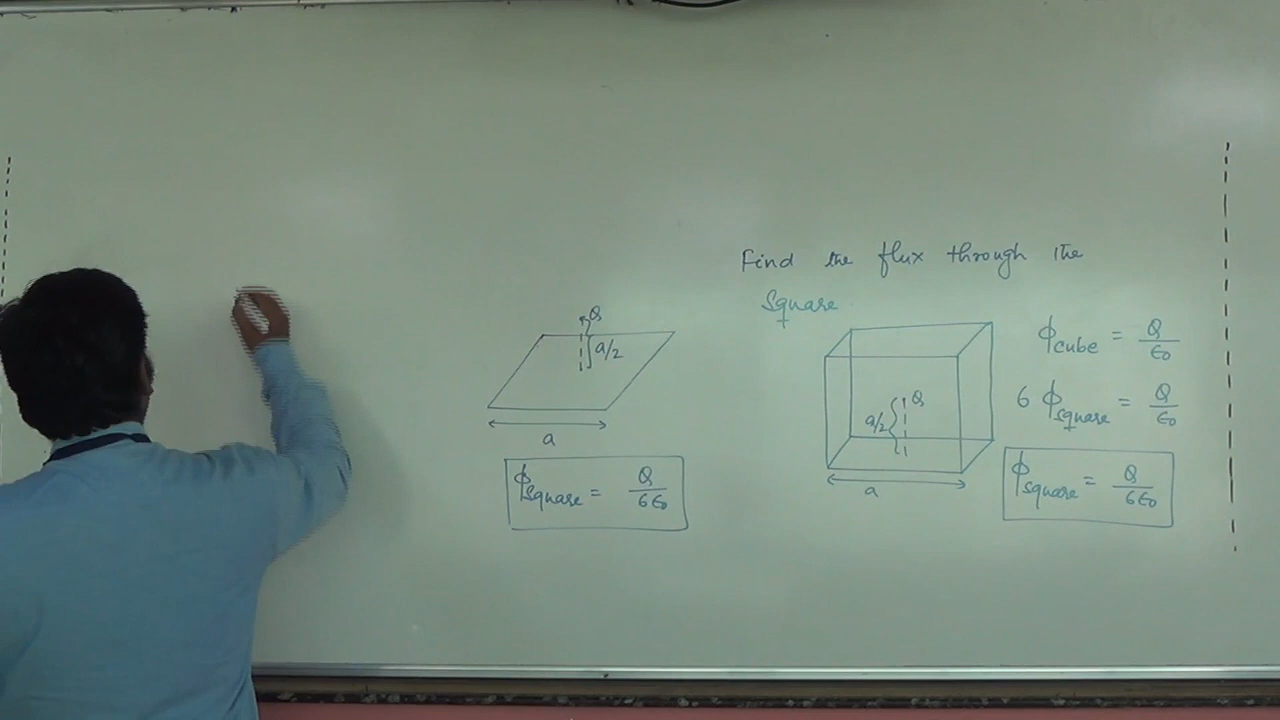 Find the flux through the
Square
Q
a/2
a
ϕsquare = Q/6ε₀
Q
a/2
a
ϕcube = Q/ε₀
6 ϕsquare = Q/ε₀
ϕsquare = Q/6ε₀